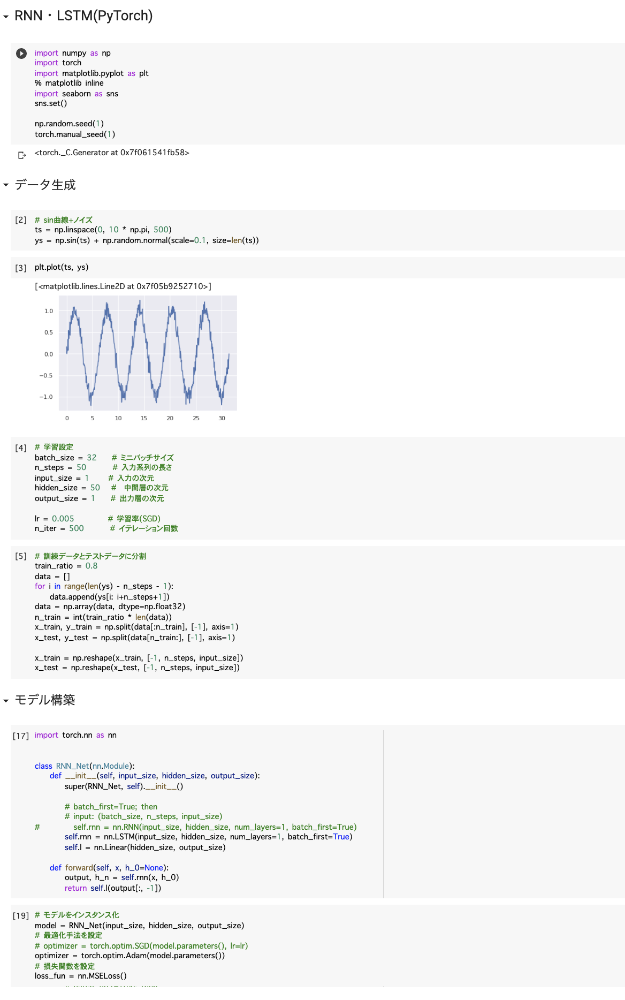 RNN・LSTM(PyTorch)
import numpy as np
import torch
import matplotlib.pyplot as plt
% matplotlib inline
import seaborn as sns
sns.set()
np.random.seed(1)
torch.manual_seed(1)
<torch._C.Generator at 0x7f061541fb58>
データ生成
[2] # sin曲線+ノイズ
ts = np.linspace(0, 10 * np.pi, 500)
ys = np.sin(ts) + np.random.normal(scale=0.1, size=len(ts))
[3] plt.plot(ts, ys)
[<matplotlib.lines.Line2D at 0x7f05b9252710>]
1.0
0.5
0.0
−0.5
−1.0
0 5 10 15 20 25 30
[4] # 学習設定
batch_size = 32 # ミニバッチサイズ
n_steps = 50 # 入力系列の長さ
input_size = 1 # 入力の次元
hidden_size = 50 # 中間層の次元
output_size = 1 # 出力層の次元
lr = 0.005 # 学習率(SGD)
n_iter = 500 # イテレーション回数
[5] # 訓練データとテストデータに分割
train_ratio = 0.8
data = []
for i in range(len(ys) - n_steps - 1):
data.append(ys[i: i+n_steps+1])
data = np.array(data, dtype=np.float32)
n_train = int(train_ratio * len(data))
x_train, y_train = np.split(data[:n_train], [-1], axis=1)
x_test, y_test = np.split(data[n_train:], [-1], axis=1)
x_train = np.reshape(x_train, [-1, n_steps, input_size])
x_test = np.reshape(x_test, [-1, n_steps, input_size])
モデル構築
[17] import torch.nn as nn
class RNN_Net(nn.Module):
def __init__(self, input_size, hidden_size, output_size):
super(RNN_Net, self).__init__()
# batch_first=True; then
# input: (batch_size, n_steps, input_size)
# self.rnn = nn.RNN(input_size, hidden_size, num_layers=1, batch_first=True)
self.rnn = nn.LSTM(input_size, hidden_size, num_layers=1, batch_first=True)
self.l = nn.Linear(hidden_size, output_size)
def forward(self, x, h_0=None):
output, h_n = self.rnn(x, h_0)
return self.l(output[:, -1])
[19] # モデルをインスタンス化
model = RNN_Net(input_size, hidden_size, output_size)
# 最適化手法を設定
# optimizer = torch.optim.SGD(model.parameters(), lr=lr)
optimizer = torch.optim.Adam(model.parameters())
# 損失関数を設定
loss_fun = nn.MSELoss()